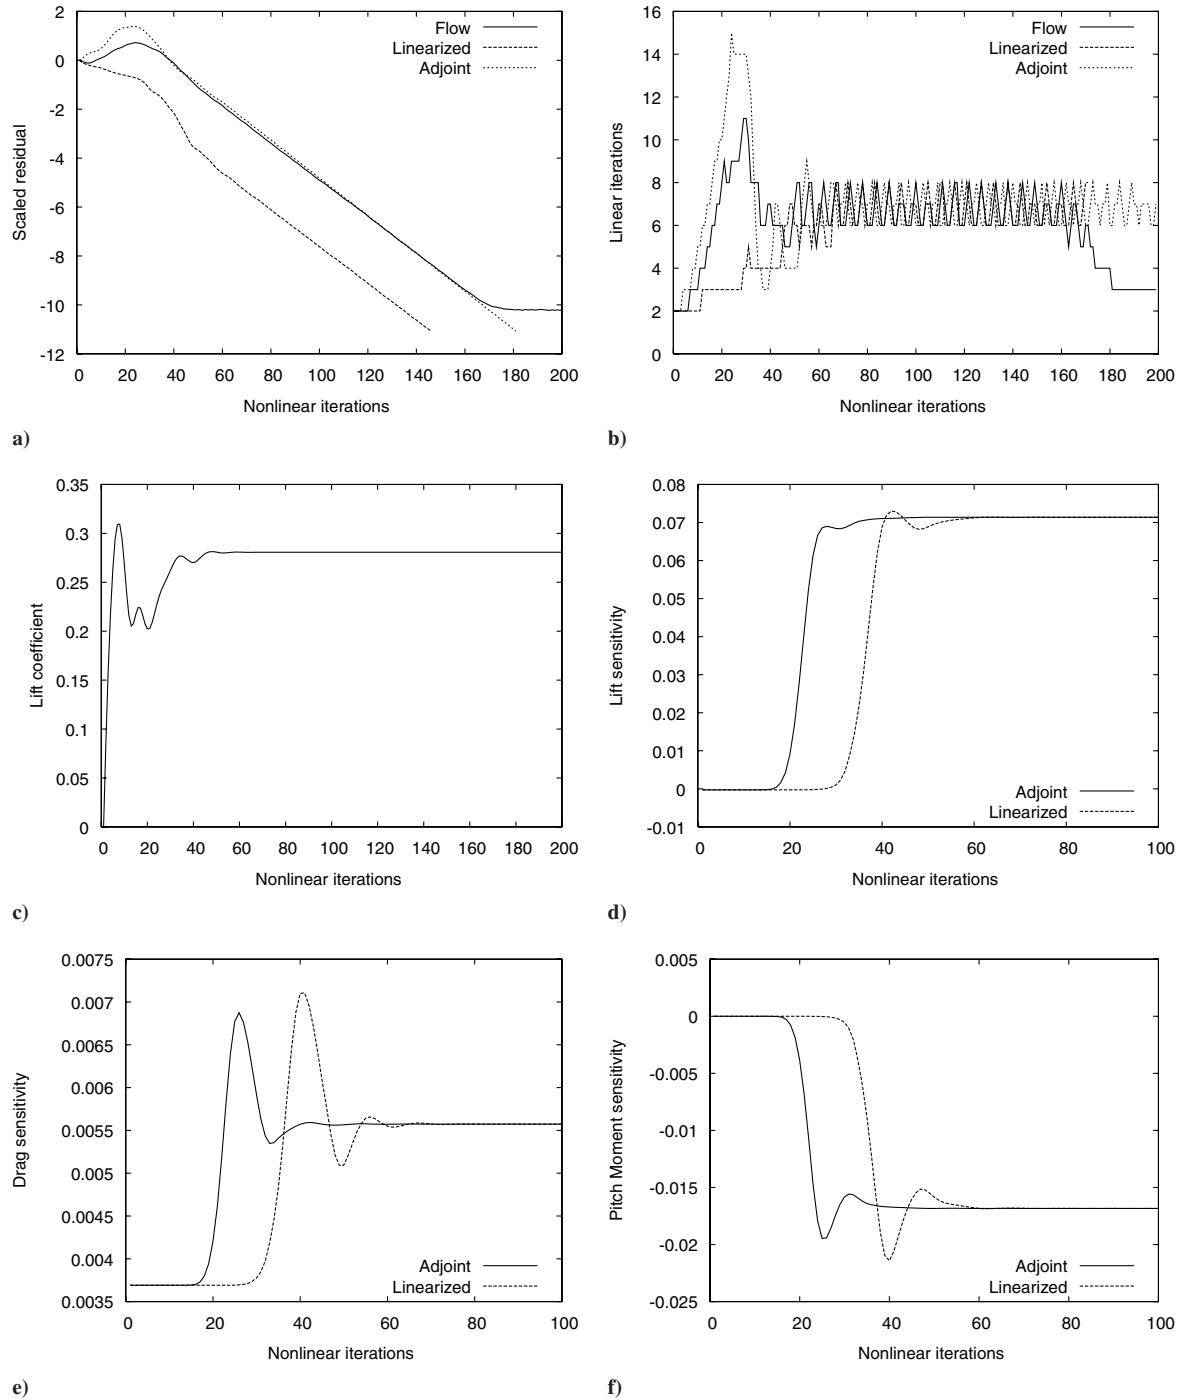 2
0
-2
-4
-6
-8
-10
-12
Scaled residual
Flow
Linearized
Adjoint
0 20 40 60 80 100 120 140 160 180 200
Nonlinear iterations
a)
16
14
12
10
8
6
4
2
0
Linear iterations
Flow
Linearized
Adjoint
0 20 40 60 80 100 120 140 160 180 200
Nonlinear iterations
b)
0.35
0.3
0.25
0.2
0.15
0.1
0.05
0
Lift coefficient
0 20 40 60 80 100 120 140 160 180 200
Nonlinear iterations
c)
0.08
0.07
0.06
0.05
0.04
0.03
0.02
0.01
0
-0.01
Lift sensitivity
Adjoint
Linearized
0 20 40 60 80 100
Nonlinear iterations
d)
0.0075
0.007
0.0065
0.006
0.0055
0.005
0.0045
0.004
0.0035
Drag sensitivity
Adjoint
Linearized
0 20 40 60 80 100
Nonlinear iterations
e)
0.005
0
-0.005
-0.01
-0.015
-0.02
-0.025
Pitch Moment sensitivity
Adjoint
Linearized
0 20 40 60 80 100
Nonlinear iterations
f)